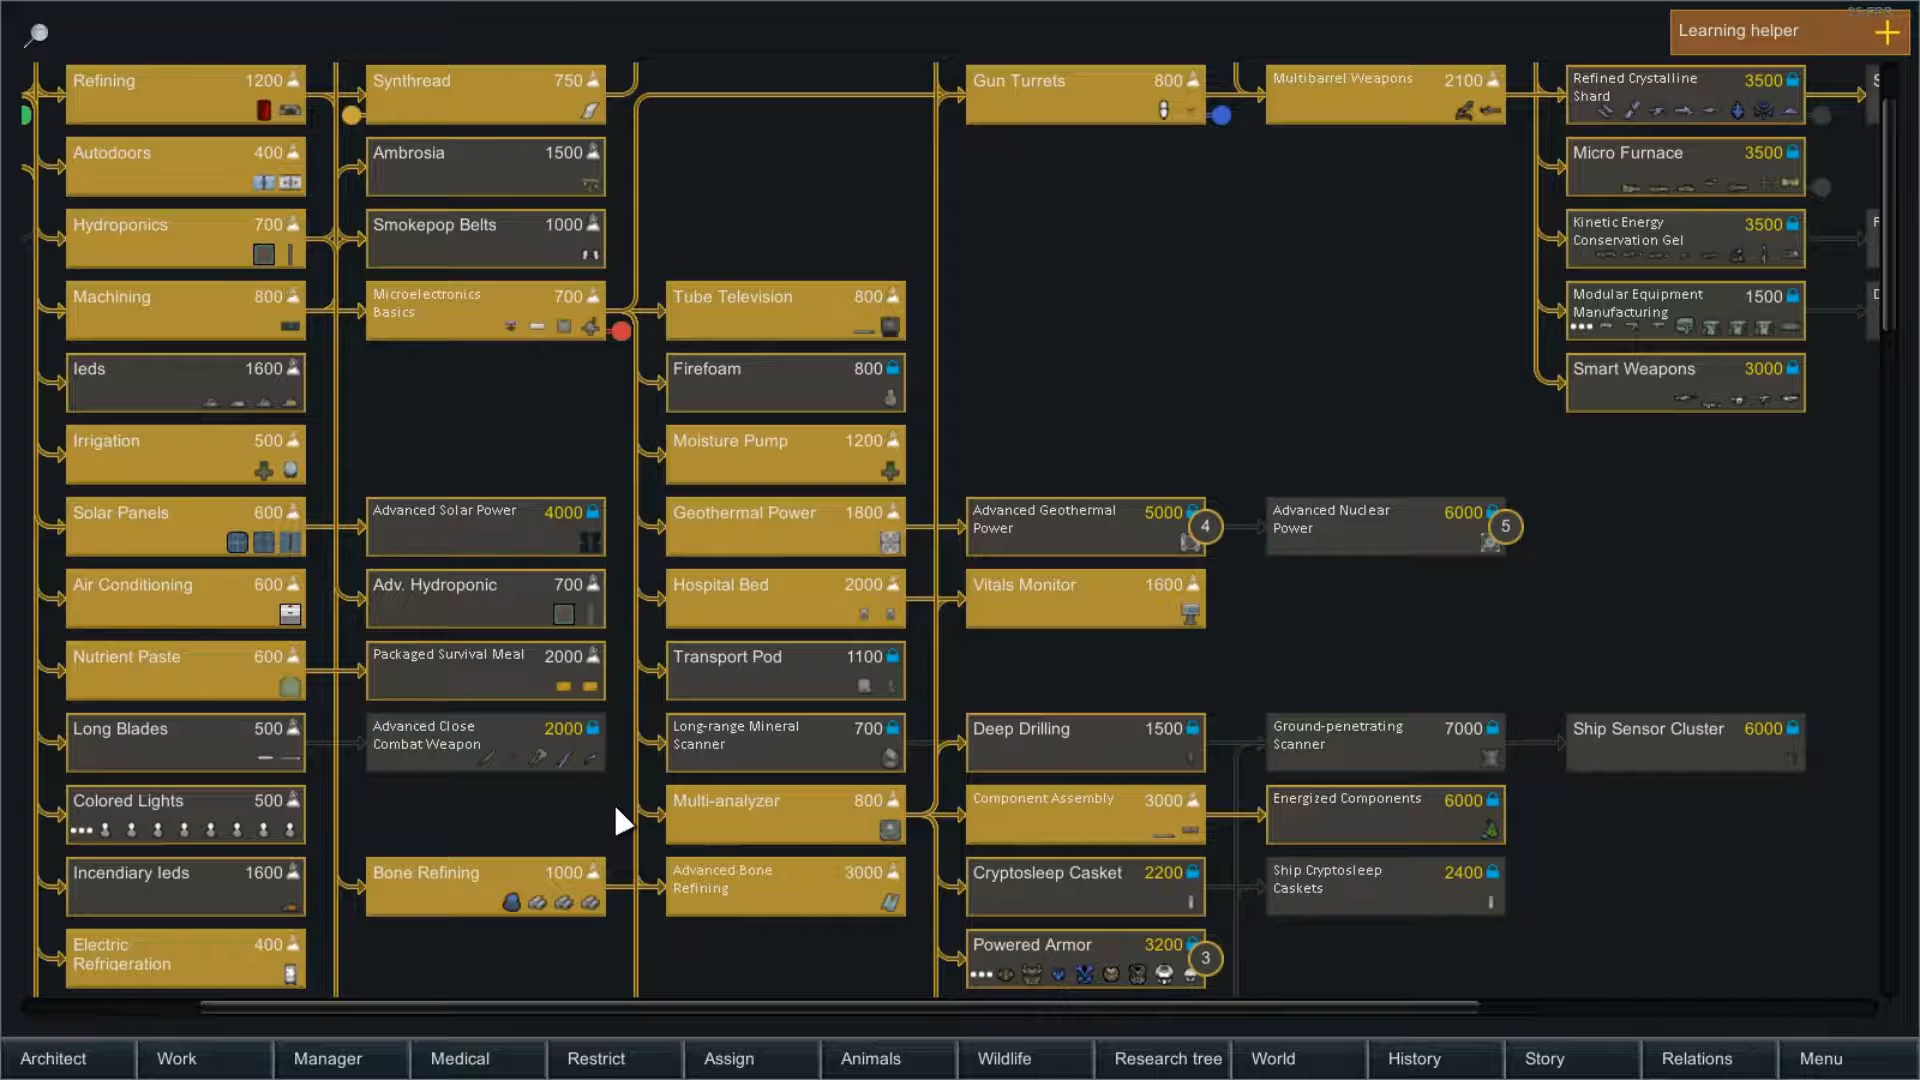 Learning helper
Refining 1200
Synthread 750
Gun Turrets 800
Multibarrel Weapons 2100
Refined Crystalline Shard 3500
Autodoors 400
Ambrosia 1500
Micro Furnace 3500
Hydroponics 700
Smokepop Belts 1000
Kinetic Energy Conservation Gel 3500
Machining 800
Microelectronics Basics 700
Tube Television 800
Modular Equipment Manufacturing 1500
leds 1600
Firefoam 800
Smart Weapons 3000
Irrigation 500
Moisture Pump 1200
Solar Panels 600
Advanced Solar Power 4000
Geothermal Power 1800
Advanced Geothermal Power 5000 4
Advanced Nuclear Power 6000 5
Air Conditioning 600
Adv. Hydroponic 700
Hospital Bed 2000
Vitals Monitor 1600
Nutrient Paste 600
Packaged Survival Meal 2000
Transport Pod 1100
Long Blades 500
Advanced Close Combat Weapon 2000
Long-range Mineral Scanner 700
Deep Drilling 1500
Ground-penetrating Scanner 7000
Ship Sensor Cluster 6000
Colored Lights 500
Multi-analyzer 800
Component Assembly 3000
Energized Components 6000
Incendiary leds 1600
Bone Refining 1000
Advanced Bone Refining 3000
Cryptosleep Casket 2200
Ship Cryptosleep Caskets 2400
Electric Refrigeration 400
Powered Armor 3200 3
Architect Work Manager Medical Restrict Assign Animals Wildlife Research tree World History Story Relations Menu